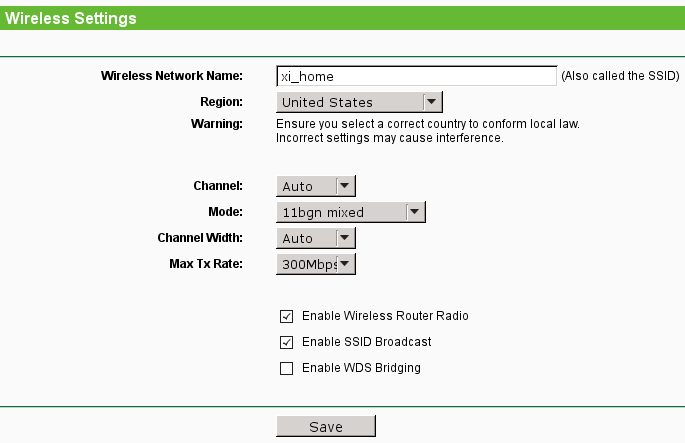 Wireless Settings
Wireless Network Name: xi_home (Also called the SSID)
Region: United States
Warning: Ensure you select a correct country to conform local law.
Incorrect settings may cause interference.
Channel: Auto
Mode: 11bgn mixed
Channel Width: Auto
Max Tx Rate: 300Mbps
Enable Wireless Router Radio
Enable SSID Broadcast
Enable WDS Bridging
Save